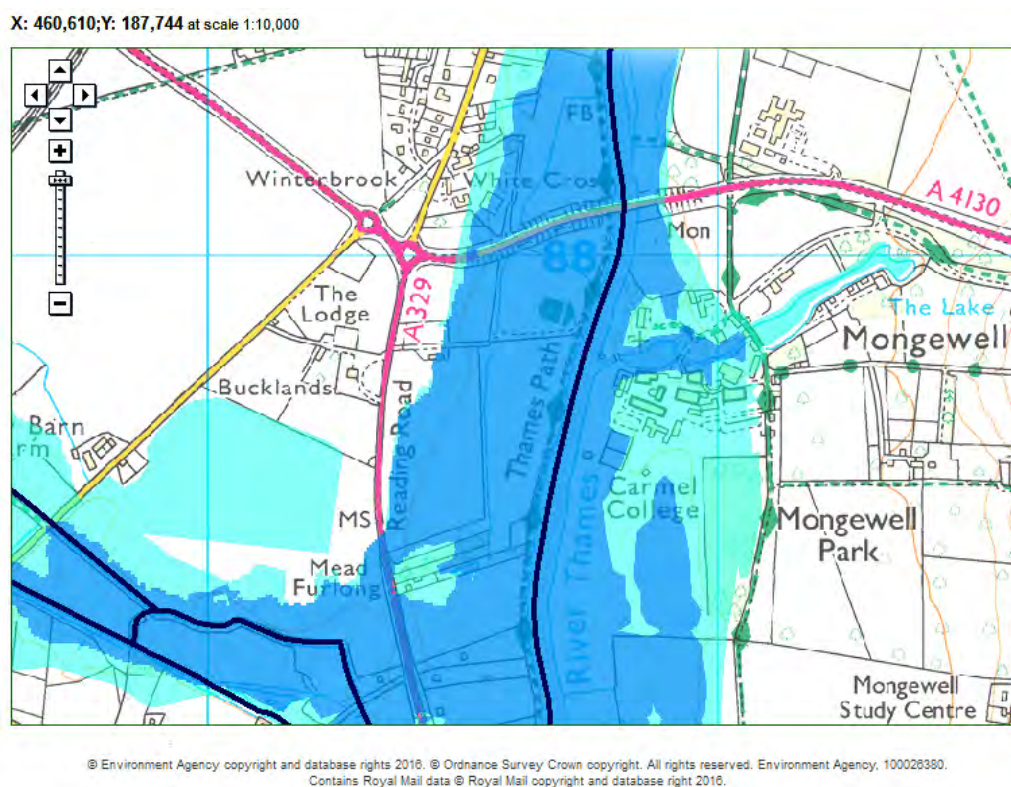 X: 460,610;Y: 187,744 at scale 1:10,000
FB
Winterbrook
White Cross
A 4130
Mon
88
The
Lodge
A329
The Lake
Mongewell
Bucklands
Reading Road
Thames Path
Barn
rm
Carmel
College
MS
River Thames
Mongewell
Park
Mead
Furlong
Mongewell
Study Centre
© Environment Agency copyright and database rights 2016. © Ordnance Survey Crown copyright. All rights reserved. Environment Agency, 100026380.
Contains Royal Mail data © Royal Mail copyright and database right 2016.